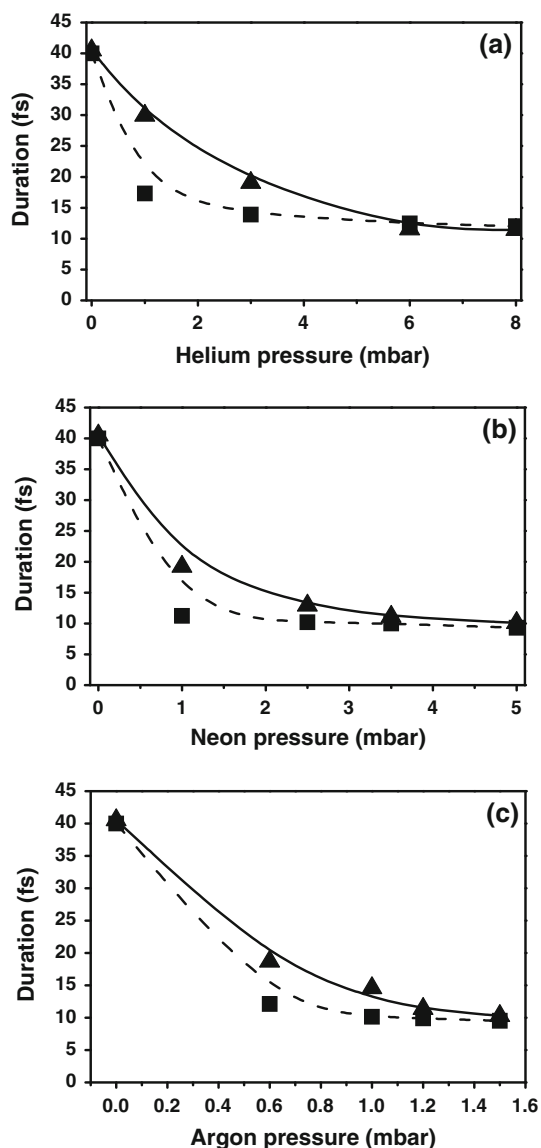 (a)
45
40
35
30
25
20
15
10
5
0
Duration (fs)
0 2 4 6 8
Helium pressure (mbar)
(b)
45
40
35
30
25
20
15
10
5
0
Duration (fs)
0 1 2 3 4 5
Neon pressure (mbar)
(c)
45
40
35
30
25
20
15
10
5
0
Duration (fs)
0.0 0.2 0.4 0.6 0.8 1.0 1.2 1.4 1.6
Argon pressure (mbar)